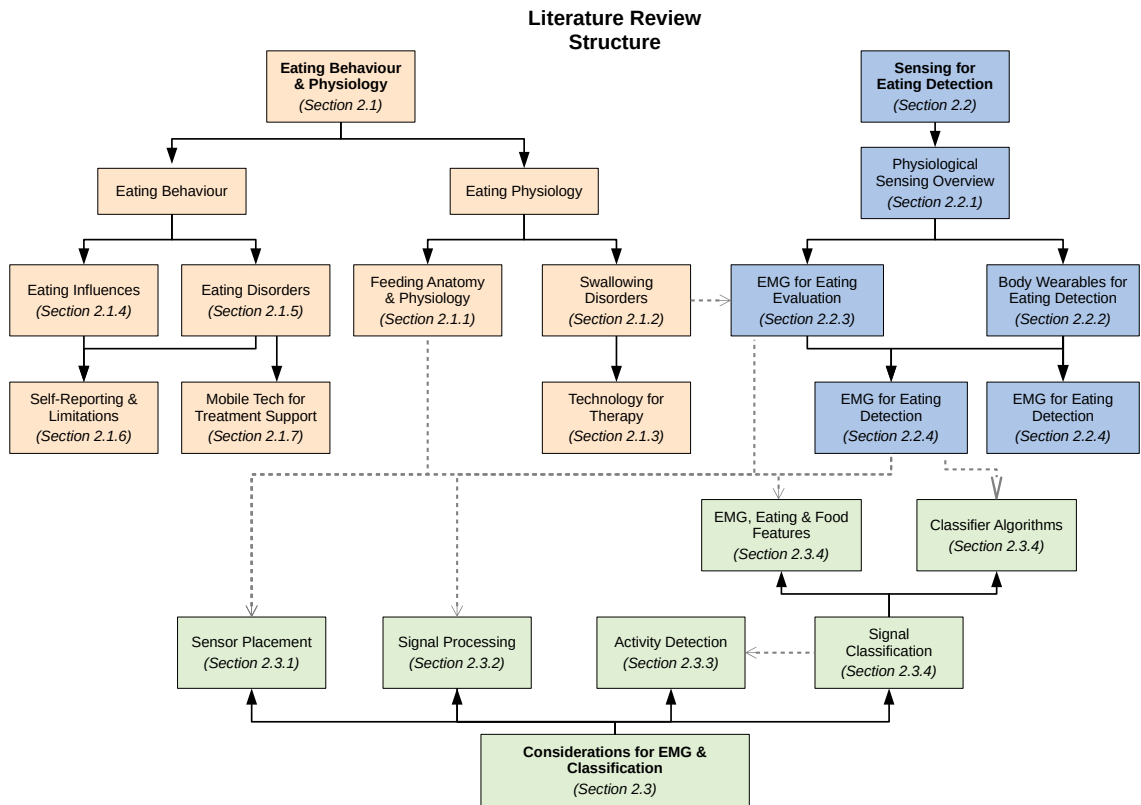 Literature Review
Structure
Eating Behaviour
& Physiology
(Section 2.1)
Sensing for
Eating Detection
(Section 2.2)
Eating Behaviour
Eating Physiology
Physiological
Sensing Overview
(Section 2.2.1)
Eating Influences
(Section 2.1.4)
Eating Disorders
(Section 2.1.5)
Feeding Anatomy
& Physiology
(Section 2.1.1)
Swallowing
Disorders
(Section 2.1.2)
EMG for Eating
Evaluation
(Section 2.2.3)
Body Wearables for
Eating Detection
(Section 2.2.2)
Self-Reporting &
Limitations
(Section 2.1.6)
Mobile Tech for
Treatment Support
(Section 2.1.7)
Technology for
Therapy
(Section 2.1.3)
EMG for Eating
Detection
(Section 2.2.4)
EMG for Eating
Detection
(Section 2.2.4)
EMG, Eating & Food
Features
(Section 2.3.4)
Classifier Algorithms
(Section 2.3.4)
Sensor Placement
(Section 2.3.1)
Signal Processing
(Section 2.3.2)
Activity Detection
(Section 2.3.3)
Signal
Classification
(Section 2.3.4)
Considerations for EMG &
Classification
(Section 2.3)